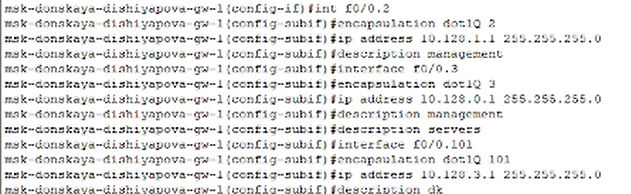 msk-donskaya-dishiyapova-gw-1(config-if)#int f0/0.2
msk-donskaya-dishiyapova-gw-1(config-subif)#encapsulation dot1Q 2
msk-donskaya-dishiyapova-gw-1(config-subif)#ip address 10.128.1.1 255.255.255.0
msk-donskaya-dishiyapova-gw-1(config-subif)#description management
msk-donskaya-dishiyapova-gw-1(config-subif)#interface f0/0.3
msk-donskaya-dishiyapova-gw-1(config-subif)#encapsulation dot1Q 3
msk-donskaya-dishiyapova-gw-1(config-subif)#ip address 10.128.0.1 255.255.255.0
msk-donskaya-dishiyapova-gw-1(config-subif)#description management
msk-donskaya-dishiyapova-gw-1(config-subif)#description servers
msk-donskaya-dishiyapova-gw-1(config-subif)#interface f0/0.101
msk-donskaya-dishiyapova-gw-1(config-subif)#encapsulation dot1Q 101
msk-donskaya-dishiyapova-gw-1(config-subif)#ip address 10.128.3.1 255.255.255.0
msk-donskaya-dishiyapova-gw-1(config-subif)#description dk